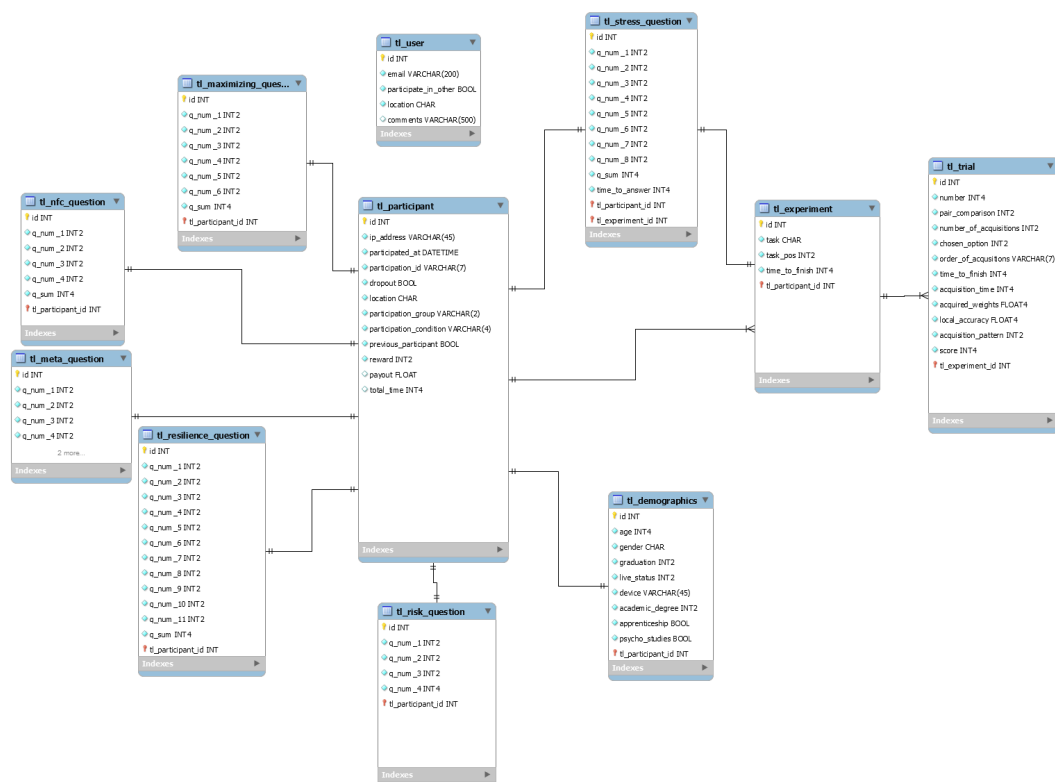 tl_stress_question
id INT
q_num_1 INT2
q_num_2 INT2
q_num_3 INT2
q_num_4 INT2
q_num_5 INT2
q_num_6 INT2
q_num_7 INT2
q_num_8 INT2
q_sum INT4
time_to_answer INT4
tl_participant_id INT
tl_experiment_id INT
tl_user
id INT
email VARCHAR(200)
participate_in_other BOOL
location CHAR
comments VARCHAR(500)
Indexes
tl_maximizing_ques...
id INT
q_num_1 INT2
q_num_2 INT2
q_num_3 INT2
q_num_4 INT2
q_num_5 INT2
q_num_6 INT2
q_sum INT4
tl_participant_id INT
Indexes
Indexes
tl_nfc_question
id INT
q_num_1 INT2
q_num_2 INT2
q_num_3 INT2
q_num_4 INT2
q_sum INT4
tl_participant_id INT
Indexes
tl_participant
id INT
ip_address VARCHAR(45)
participated_at DATETIME
participation_id VARCHAR(7)
dropout BOOL
location CHAR
participation_group VARCHAR(2)
participation_condition VARCHAR(4)
previous_participant BOOL
reward INT2
payout FLOAT
total_time INT4
Indexes
tl_experiment
id INT
task CHAR
task_pos INT2
time_to_finish INT4
tl_participant_id INT
Indexes
tl_trial
id INT
number INT4
pair_comparison INT2
number_of_acquisitions INT2
chosen_option INT2
order_of_acqusitions VARCHAR(7)
time_to_finish INT4
acquisition_time INT4
acquired_weights FLOAT4
local_accuracy FLOAT4
acquisition_pattern INT2
score INT4
tl_experiment_id INT
Indexes
tl_meta_question
id INT
q_num_1 INT2
q_num_2 INT2
q_num_3 INT2
q_num_4 INT2
2 more...
Indexes
tl_resilience_question
id INT
q_num_1 INT2
q_num_2 INT2
q_num_3 INT2
q_num_4 INT2
q_num_5 INT2
q_num_6 INT2
q_num_7 INT2
q_num_8 INT2
q_num_9 INT2
q_num_10 INT2
q_num_11 INT2
q_sum INT4
tl_participant_id INT
Indexes
tl_demographics
id INT
age INT4
gender CHAR
graduation INT2
live_status INT2
device VARCHAR(45)
academic_degree INT2
apprenticeship BOOL
psycho_studies BOOL
tl_participant_id INT
Indexes
tl_risk_question
id INT
q_num_1 INT2
q_num_2 INT2
q_num_3 INT2
q_num_4 INT4
tl_participant_id INT
Indexes